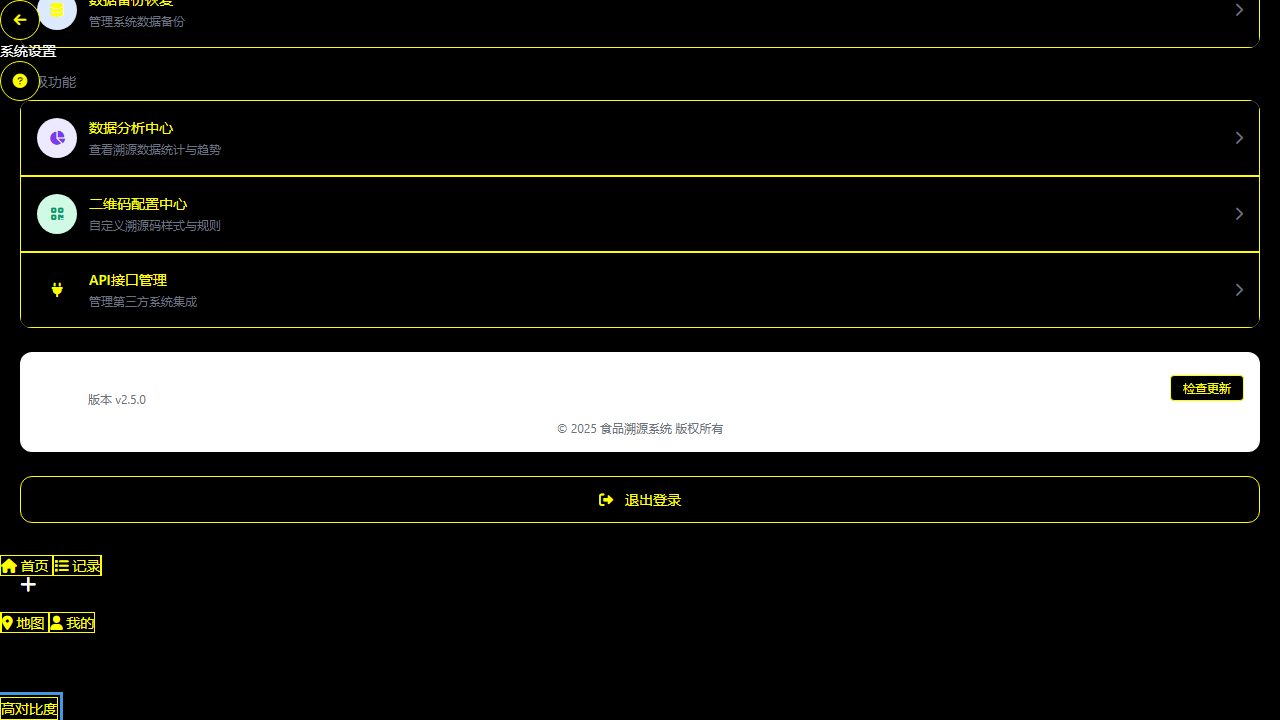 数据备份恢复
管理系统数据备份
系统设置
级功能
数据分析中心
查看溯源数据统计与趋势
二维码配置中心
自定义溯源码样式与规则
API接口管理
管理第三方系统集成
版本 v2.5.0
检查更新
© 2025 食品溯源系统 版权所有
退出登录
首页 记录
地图 我的
高对比度